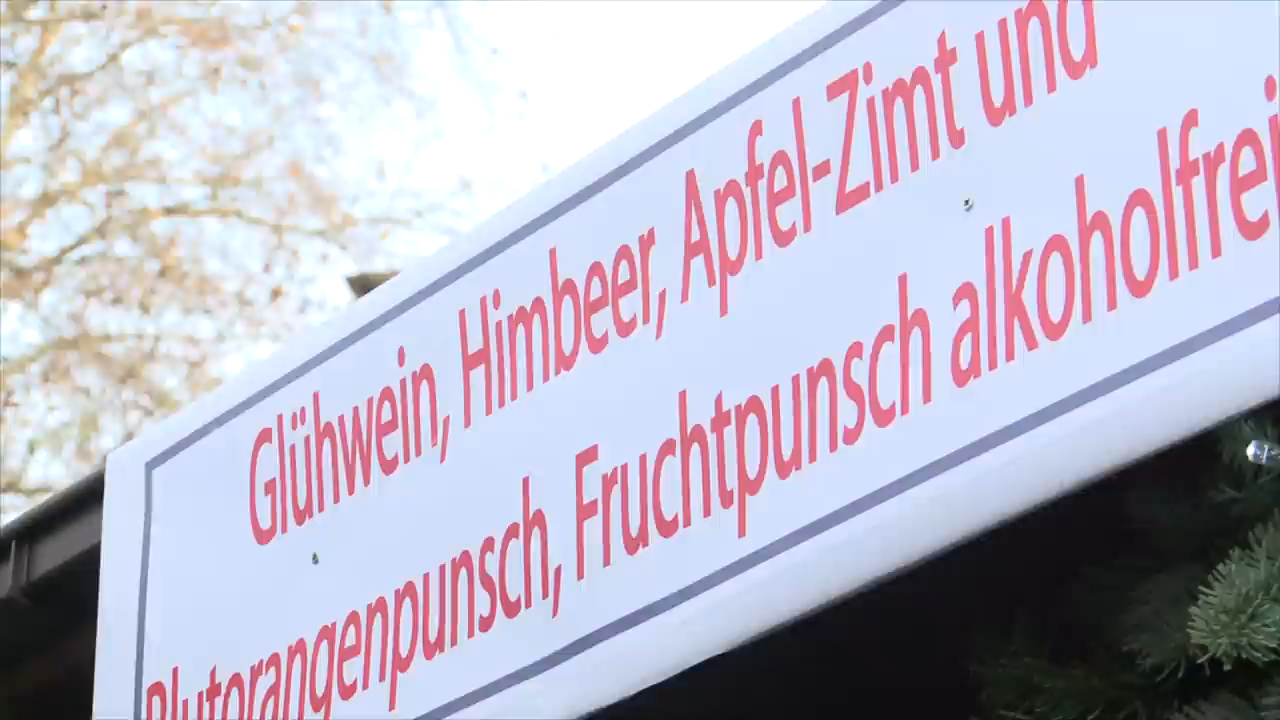 Glühwein, Himbeer, Apfel-Zimt und
Blutorangenpunsch, Fruchtpunsch alkoholfrei